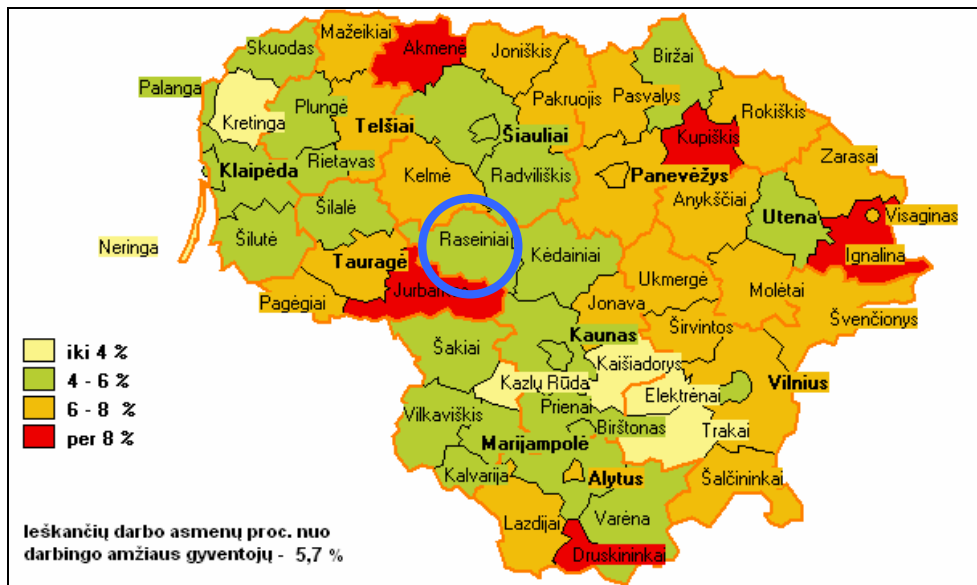 Mažeikiai
Skuodas
Akmenė
Joniškis
Biržai
Palanga
Plungė
Kretinga
Telšiai
Šiauliai
Pakruojis
Pasvalys
Rokiškis
Kupiškis
Rietavas
Klaipėda
Kelmė
Radviliškis
Panevėžys
Zarasai
Anykščiai
Utena
Visaginas
Šilalė
Raseiniai
Kėdainiai
Ignalina
Neringa
Šilutė
Tauragė
Ukmergė
Molėtai
Pagėgiai
Jonava
Širvintos
Švenčionys
Kaunas
Šakiai
Kaišiadorys
iki 4 %
4 - 6 %
6 - 8 %
per 8 %
Kazlų Rūda
Elektrėnai
Vilnius
Vilkaviškis
Prienai
Birštonas
Trakai
Marijampolė
Kalvarija
Alytus
Šalčininkai
Lazdijai
Varėna
Druskininkai
Ieškančių darbo asmenų proc. nuo
darbingo amžiaus gyventojų - 5,7 %